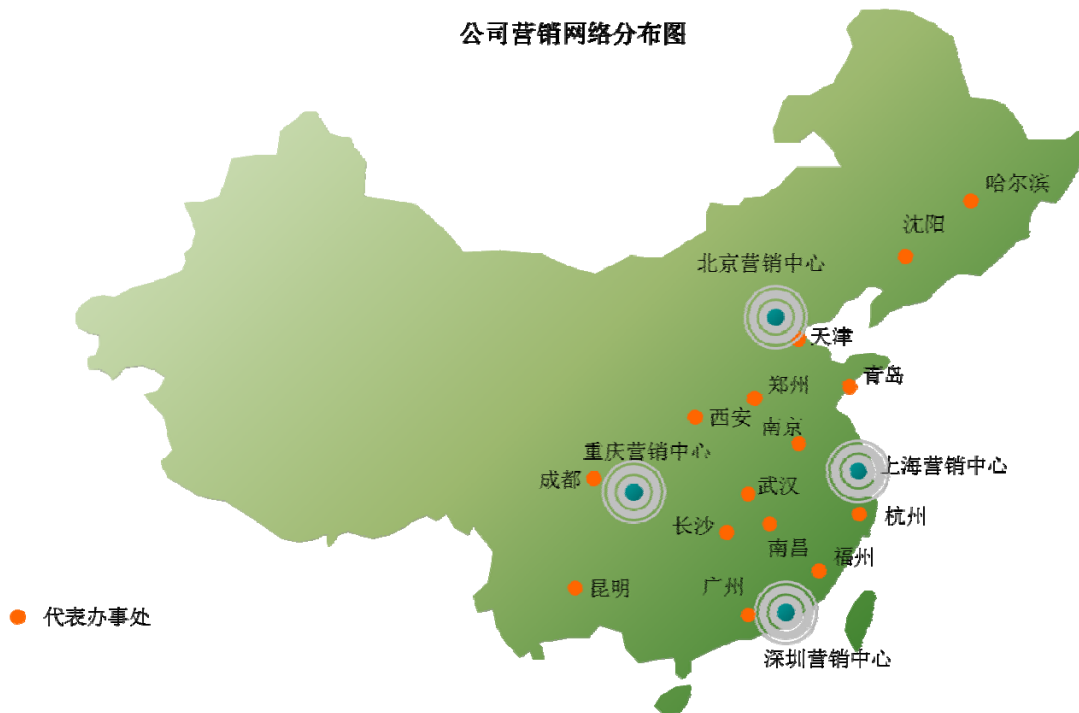 公司营销网络分布图
哈尔滨
沈阳
北京营销中心
天津
青岛
郑州
西安
南京
重庆营销中心
上海营销中心
成都
武汉
杭州
长沙
南昌
福州
广州
昆明
代表办事处
深圳营销中心